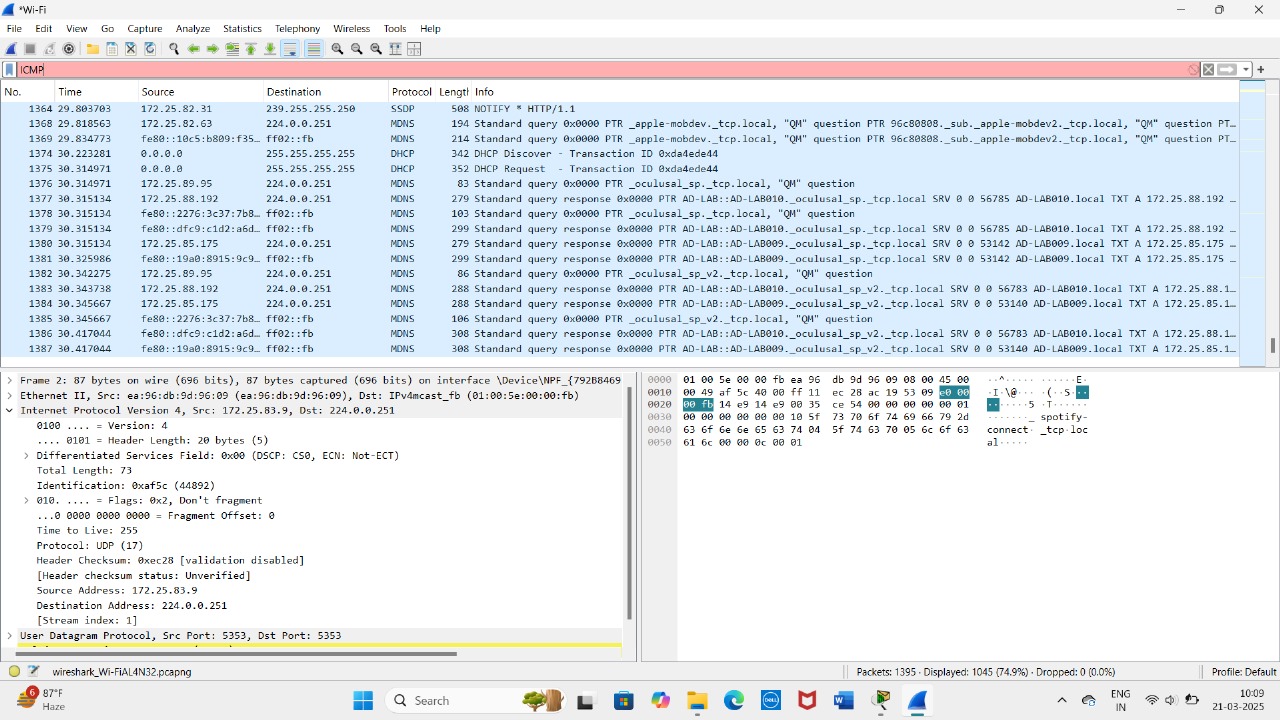 *Wi-Fi
File Edit View Go Capture Analyze Statistics Telephony Wireless Tools Help
ICMP
No. Time Source Destination Protocol Lengtl Info
1364 29.803703 172.25.82.31 239.255.255.250 SSDP 508 NOTIFY * HTTP/1.1
1368 29.818563 172.25.82.63 224.0.0.251 MDNS 194 Standard query 0x0000 PTR _apple-mobdev._tcp.local, "QM" question PTR 96c80808._sub._apple-mobdev2._tcp.local, "QM" question PT…
1369 29.834773 fe80::10c5:b809:f35… ff02::fb MDNS 214 Standard query 0x0000 PTR _apple-mobdev._tcp.local, "QM" question PTR 96c80808._sub._apple-mobdev2._tcp.local, "QM" question PT…
1374 30.223281 0.0.0.0 255.255.255.255 DHCP 342 DHCP Discover - Transaction ID 0xda4ede44
1375 30.314971 0.0.0.0 255.255.255.255 DHCP 352 DHCP Request - Transaction ID 0xda4ede44
1376 30.314971 172.25.89.95 224.0.0.251 MDNS 83 Standard query 0x0000 PTR _oculusal_sp._tcp.local, "QM" question
1377 30.315134 172.25.88.192 224.0.0.251 MDNS 279 Standard query response 0x0000 PTR AD-LAB::AD-LAB010._oculusal_sp._tcp.local SRV 0 0 56785 AD-LAB010.local TXT A 172.25.88.192 …
1378 30.315134 fe80::2276:3c37:7b8… ff02::fb MDNS 103 Standard query 0x0000 PTR _oculusal_sp._tcp.local, "QM" question
1379 30.315134 fe80::dfc9:c1d2:a6d… ff02::fb MDNS 299 Standard query response 0x0000 PTR AD-LAB::AD-LAB010._oculusal_sp._tcp.local SRV 0 0 56785 AD-LAB010.local TXT A 172.25.88.192 …
1380 30.315134 172.25.85.175 224.0.0.251 MDNS 279 Standard query response 0x0000 PTR AD-LAB::AD-LAB009._oculusal_sp._tcp.local SRV 0 0 53142 AD-LAB009.local TXT A 172.25.85.175 …
1381 30.325986 fe80::19a0:8915:9c9… ff02::fb MDNS 299 Standard query response 0x0000 PTR AD-LAB::AD-LAB009._oculusal_sp._tcp.local SRV 0 0 53142 AD-LAB009.local TXT A 172.25.85.175 …
1382 30.342275 172.25.89.95 224.0.0.251 MDNS 86 Standard query 0x0000 PTR _oculusal_sp_v2._tcp.local, "QM" question
1383 30.343738 172.25.88.192 224.0.0.251 MDNS 288 Standard query response 0x0000 PTR AD-LAB::AD-LAB010._oculusal_sp_v2._tcp.local SRV 0 0 56783 AD-LAB010.local TXT A 172.25.88.1…
1384 30.345667 172.25.85.175 224.0.0.251 MDNS 288 Standard query response 0x0000 PTR AD-LAB::AD-LAB009._oculusal_sp_v2._tcp.local SRV 0 0 53140 AD-LAB009.local TXT A 172.25.85.1…
1385 30.345667 fe80::2276:3c37:7b8… ff02::fb MDNS 106 Standard query 0x0000 PTR _oculusal_sp_v2._tcp.local, "QM" question
1386 30.417044 fe80::dfc9:c1d2:a6d… ff02::fb MDNS 308 Standard query response 0x0000 PTR AD-LAB::AD-LAB010._oculusal_sp_v2._tcp.local SRV 0 0 56783 AD-LAB010.local TXT A 172.25.88.1…
1387 30.417044 fe80::19a0:8915:9c9… ff02::fb MDNS 308 Standard query response 0x0000 PTR AD-LAB::AD-LAB009._oculusal_sp_v2._tcp.local SRV 0 0 53140 AD-LAB009.local TXT A 172.25.85.1…
Frame 2: 87 bytes on wire (696 bits), 87 bytes captured (696 bits) on interface \Device\NPF_{792B8469
Ethernet II, Src: ea:96:db:9d:96:09 (ea:96:db:9d:96:09), Dst: IPv4mcast_fb (01:00:5e:00:00:fb)
Internet Protocol Version 4, Src: 172.25.83.9, Dst: 224.0.0.251
0100 .... = Version: 4
.... 0101 = Header Length: 20 bytes (5)
Differentiated Services Field: 0x00 (DSCP: CS0, ECN: Not-ECT)
Total Length: 73
Identification: 0xaf5c (44892)
010. .... = Flags: 0x2, Don't fragment
...0 0000 0000 0000 = Fragment Offset: 0
Time to Live: 255
Protocol: UDP (17)
Header Checksum: 0xec28 [validation disabled]
[Header checksum status: Unverified]
Source Address: 172.25.83.9
Destination Address: 224.0.0.251
[Stream index: 1]
User Datagram Protocol, Src Port: 5353, Dst Port: 5353
0000 01 00 5e 00 00 fb ea 96 db 9d 96 09 08 00 45 00 ··^····· ······E·
0010 00 49 af 5c 40 00 ff 11 ec 28 ac 19 53 09 e0 00 ·I·\@··· ·(··S···
0020 00 fb 14 e9 14 e9 00 35 ce 54 00 00 00 00 00 01 ·······5 ·T······
0030 00 00 00 00 00 00 10 5f 73 70 6f 74 69 66 79 2d ·······_ spotify-
0040 63 6f 6e 6e 65 63 74 04 5f 74 63 70 05 6c 6f 63 connect· _tcp·loc
0050 61 6c 00 00 0c 00 01 al·····
wireshark_Wi-FiAL4N32.pcapng Packets: 1395 · Displayed: 1045 (74.9%) · Dropped: 0 (0.0%) Profile: Default
6
87°F
Haze
Search
DELL
ENG
IN
10:09
21-03-2025